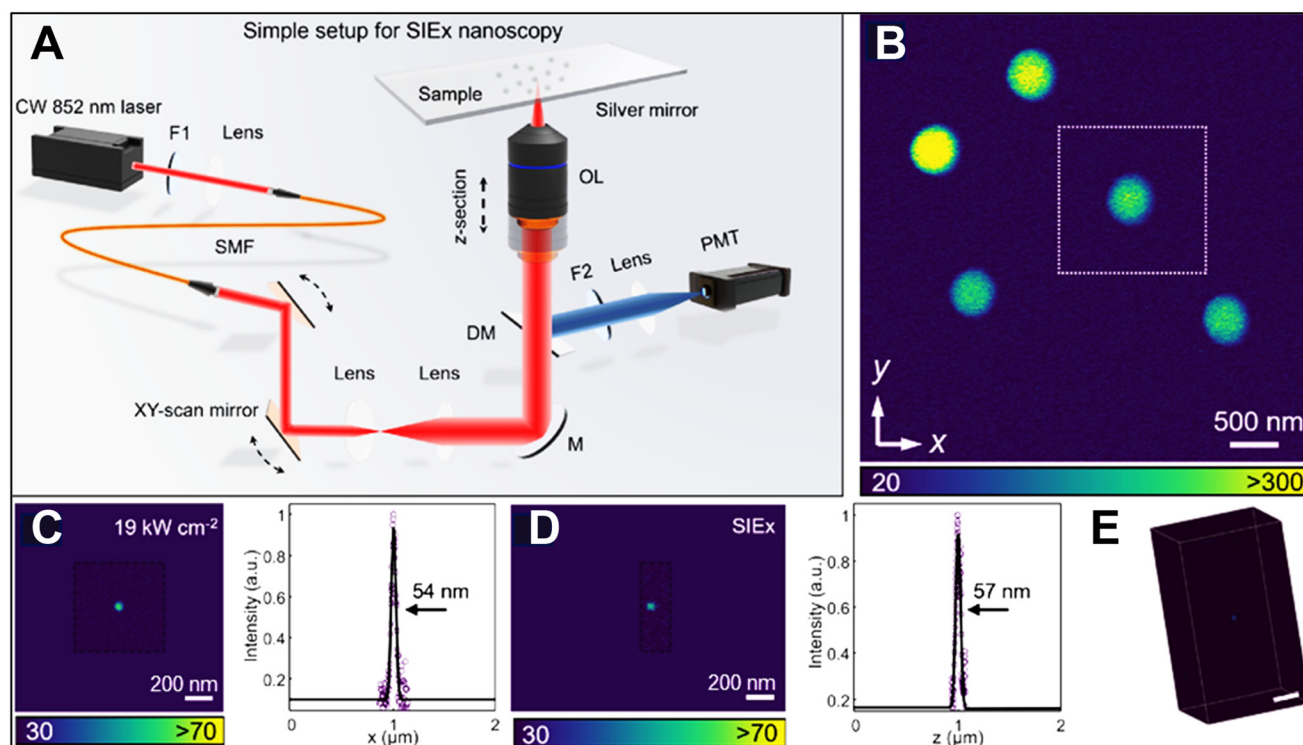 A
Simple setup for SIEx nanoscopy
CW 852 nm laser
F1
Lens
Sample
Silver mirror
OL
z-section
SMF
PMT
F2
Lens
DM
Lens
Lens
XY-scan mirror
M
B
y
x
500 nm
20
>300
C
19 kW cm⁻²
200 nm
30
>70
Intensity (a.u.)
1
0.8
0.6
0.4
0.2
54 nm
0
1
2
x (µm)
D
SIEx
200 nm
30
>70
Intensity (a.u.)
1
0.8
0.6
0.4
0.2
57 nm
0
1
2
z (µm)
E